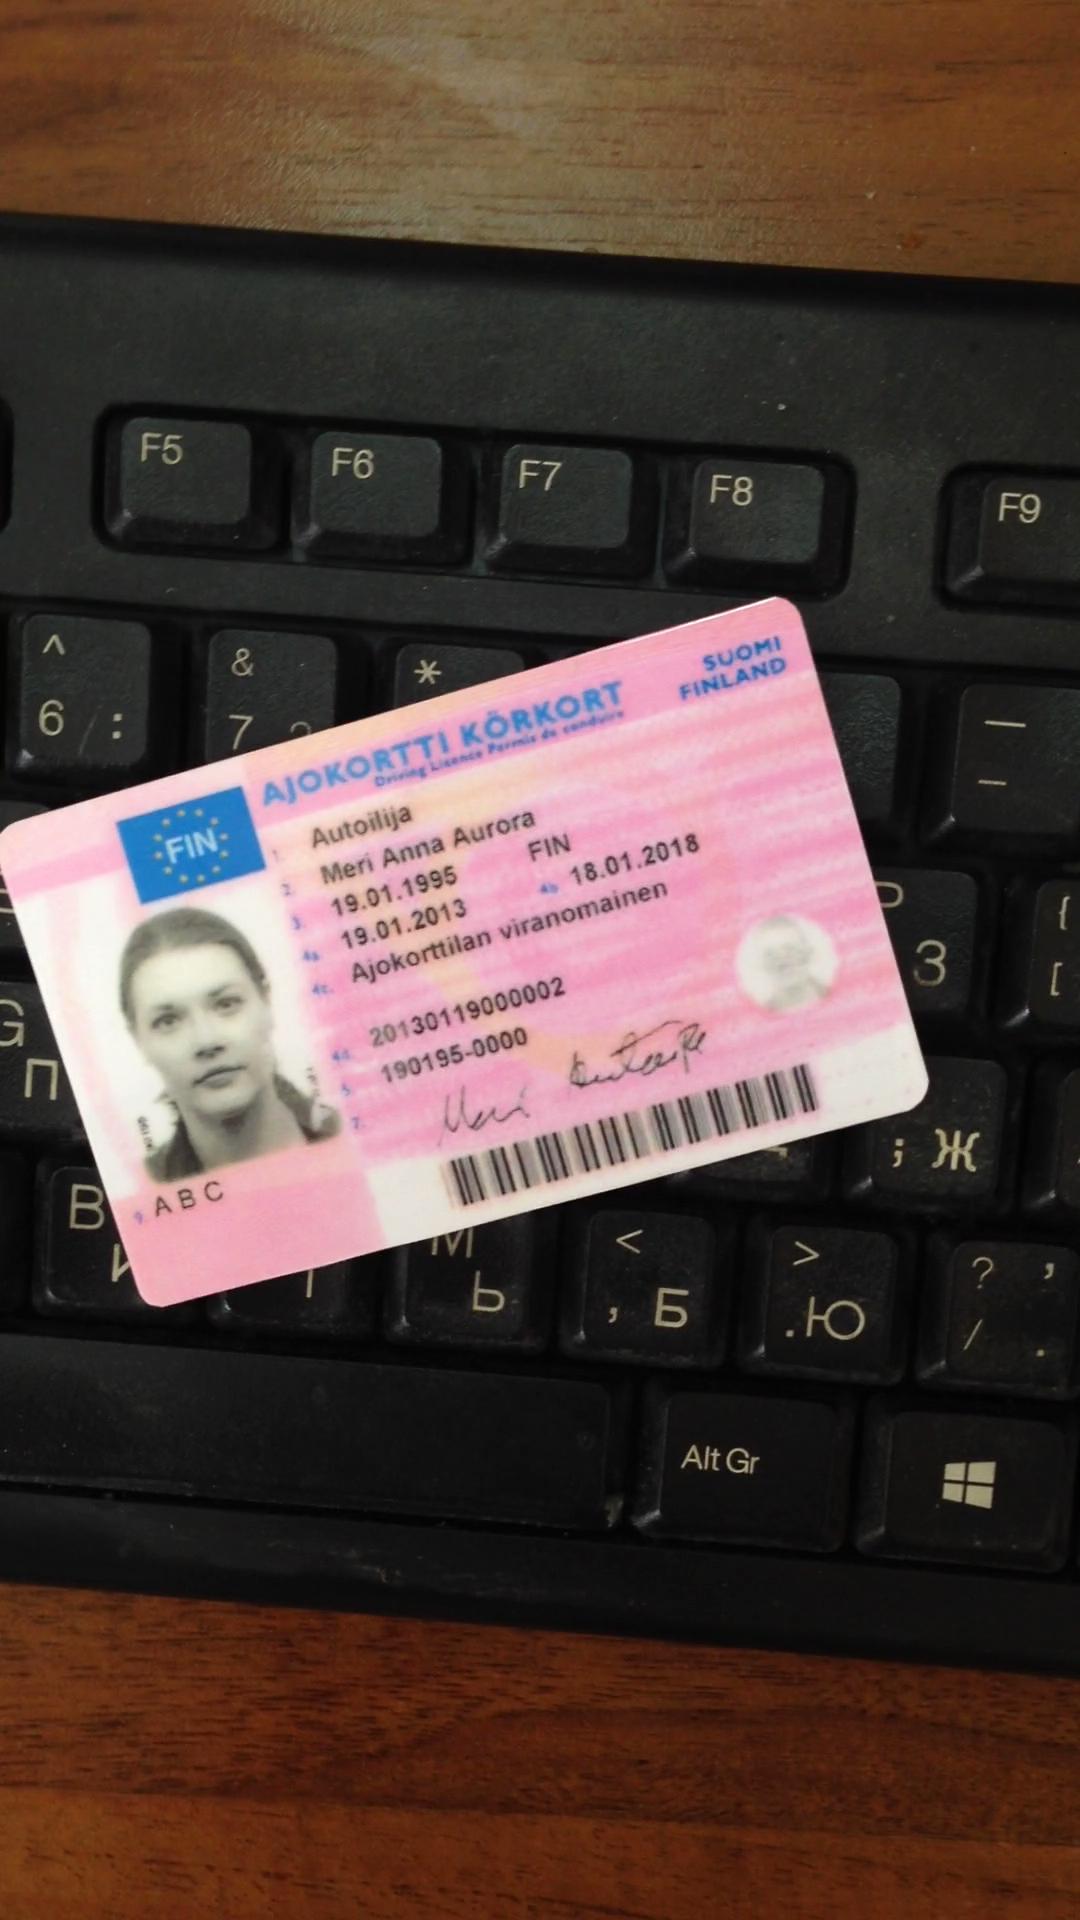 F5 F6 F7 F8 F9
^ & *
6 : 7 —
–
SUOMI
FINLAND
AJOKORTTI KÖRKORT
Driving Licence Permis de conduire
FIN
1. Autoilija
2. Meri Anna Aurora
3. 19.01.1995 FIN
4a. 19.01.2013 4b. 18.01.2018
4c. Ajokorttilan viranomainen
4d. 20130119000002
5. 190195-0000
7. Meri Autoilija
9. A B C
P {
З [
G
П
; Ж
В М < > ? ,
И Ь , Б . Ю / .
Alt Gr